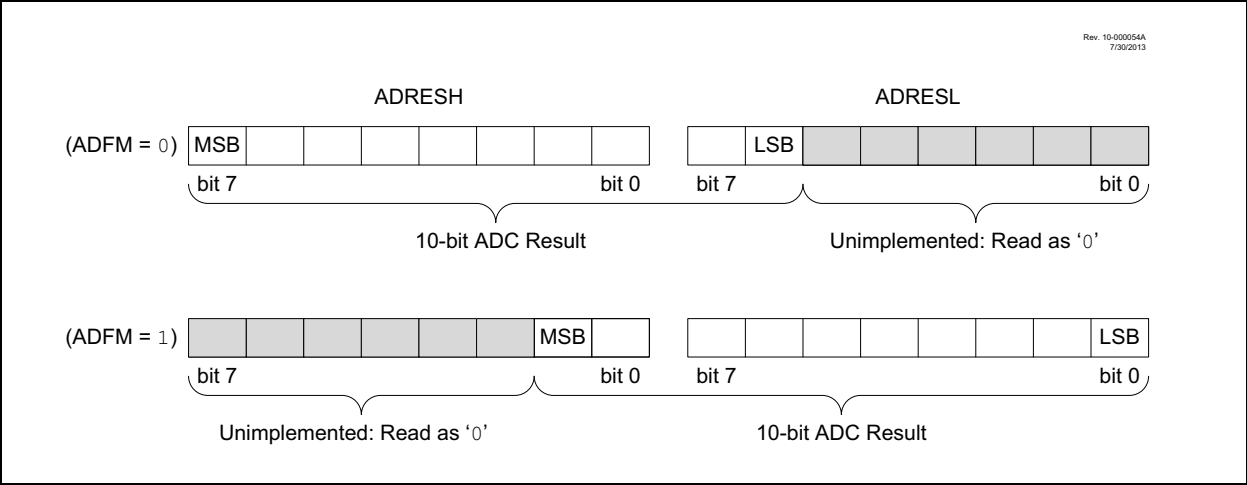 Rev. 10-000054A
7/30/2013
ADRESH ADRESL
(ADFM = 0) MSB LSB
bit 7 bit 0 bit 7 bit 0
10-bit ADC Result Unimplemented: Read as ‘0’
(ADFM = 1) MSB LSB
bit 7 bit 0 bit 7 bit 0
Unimplemented: Read as ‘0’ 10-bit ADC Result